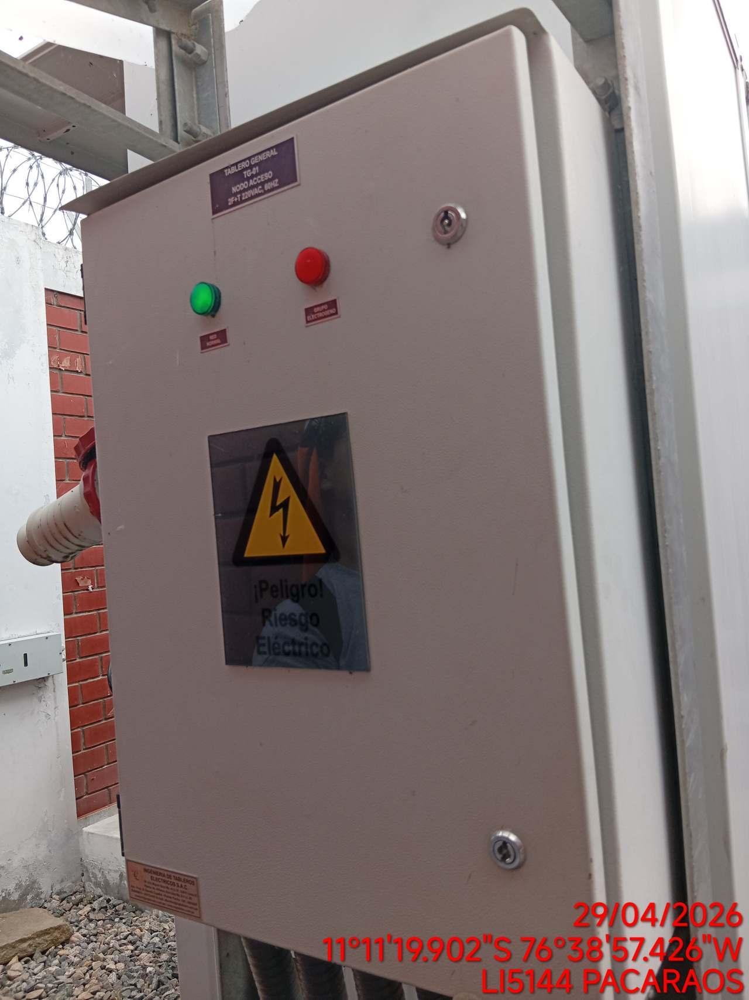 TABLERO GENERAL
TG-01
NODO ACCESO
2F+T 220VAC, 60HZ
GRUPO
ELECTROGENO
RED
NORMAL
¡Peligro!
Riesgo
Eléctrico
INGENIERIA DE TABLEROS
ELECTRICOS S.A.C.
29/04/2026
11°11'19.902"S 76°38'57.426"W
LI5144 PACARAOS